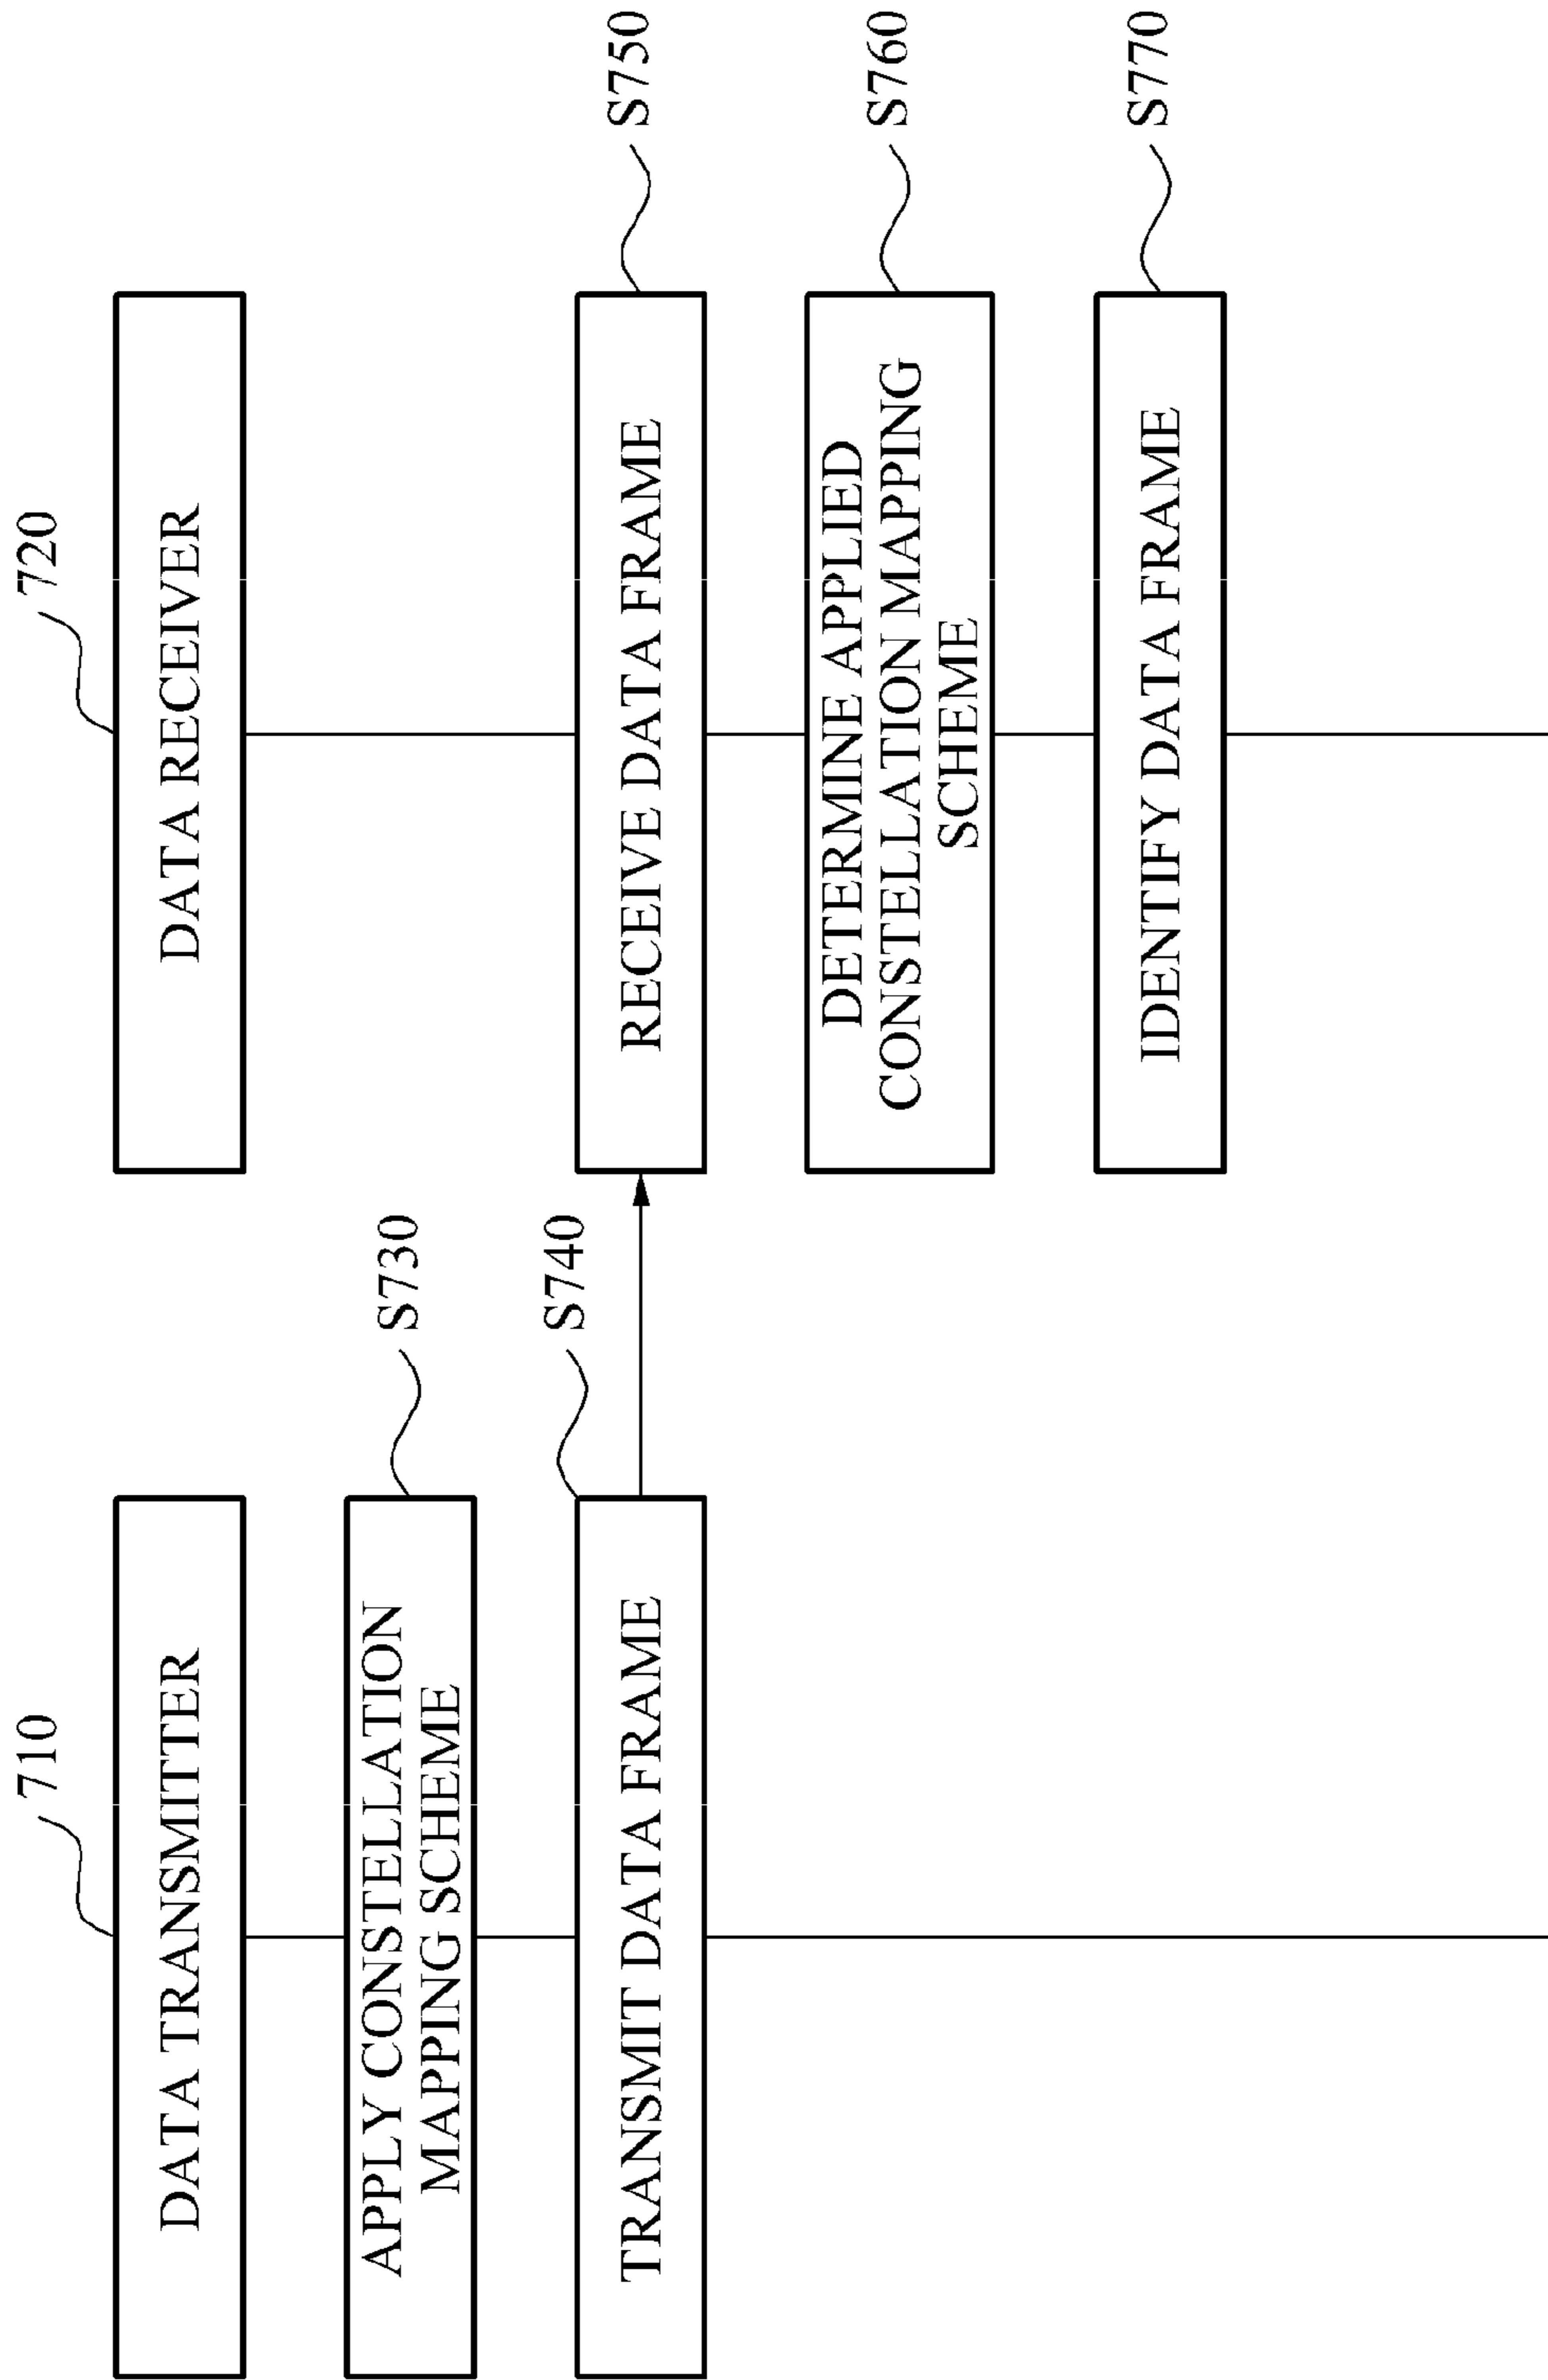 710
DATA TRANSMITTER
720
DATA RECEIVER
APPLY CONSTELLATION
MAPPING SCHEME
S730
TRANSMIT DATA FRAME
S740
RECEIVE DATA FRAME
S750
DETERMINE APPLIED
CONSTELLATION MAPPING
SCHEME
S760
IDENTIFY DATA FRAME
S770